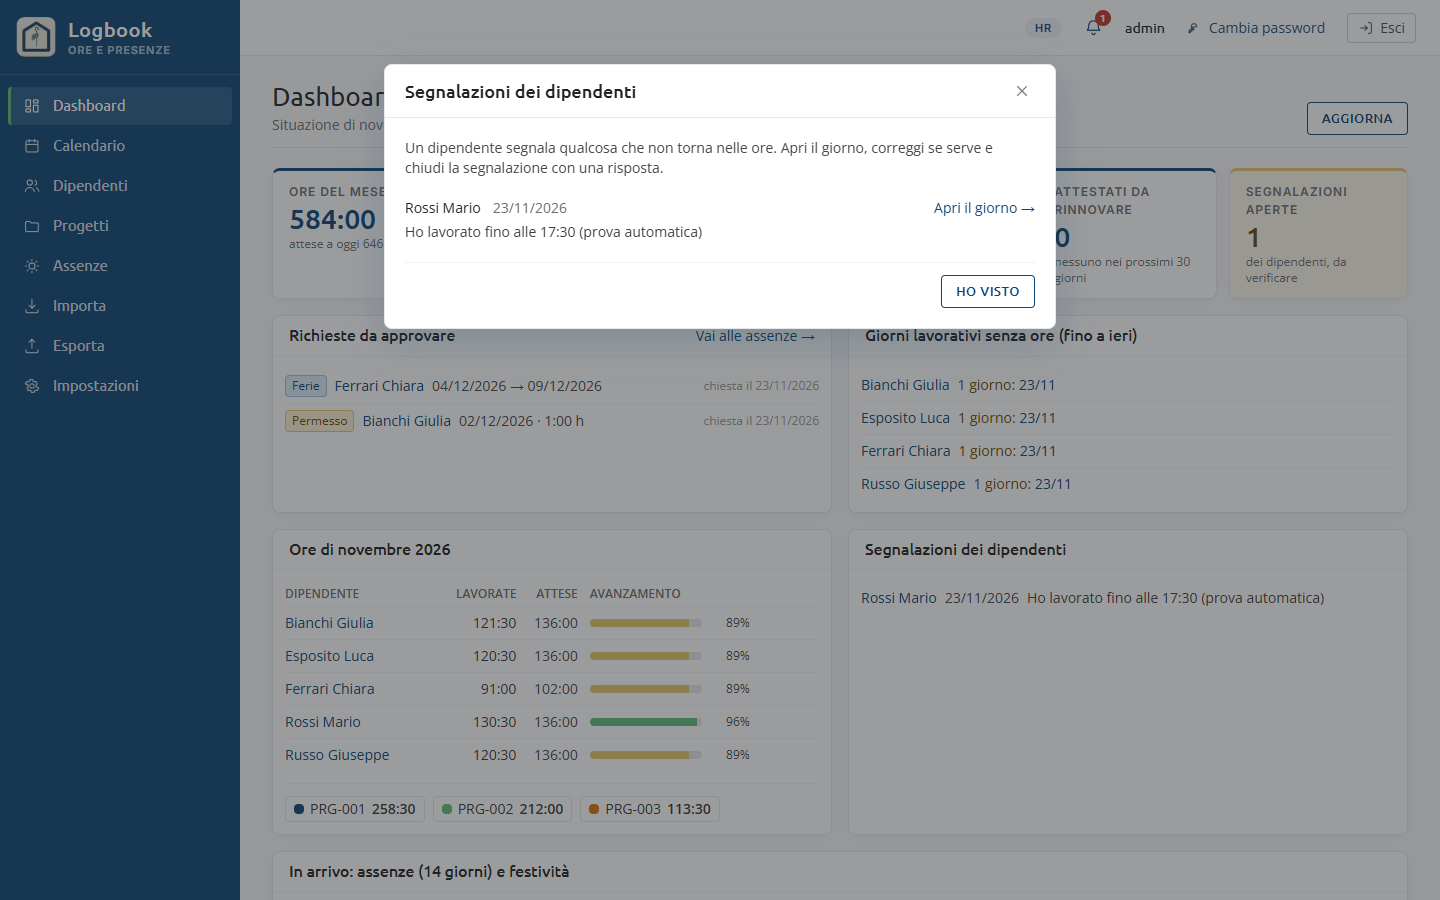 Logbook
ORE E PRESENZE
Dashboard
Calendario
Dipendenti
Progetti
Assenze
Importa
Esporta
Impostazioni
HR
1
admin
Cambia password
Esci
Dashboar
Situazione di nov
AGGIORNA
Segnalazioni dei dipendenti
Un dipendente segnala qualcosa che non torna nelle ore. Apri il giorno, correggi se serve e
chiudi la segnalazione con una risposta.
Rossi Mario 23/11/2026 Apri il giorno →
Ho lavorato fino alle 17:30 (prova automatica)
HO VISTO
ORE DEL MESE
584:00
attese a oggi 646
ATTESTATI DA
RINNOVARE
0
nessuno nei prossimi 30
giorni
SEGNALAZIONI
APERTE
1
dei dipendenti, da
verificare
Richieste da approvare Vai alle assenze →
Ferie Ferrari Chiara 04/12/2026 → 09/12/2026 chiesta il 23/11/2026
Permesso Bianchi Giulia 02/12/2026 · 1:00 h chiesta il 23/11/2026
Giorni lavorativi senza ore (fino a ieri)
Bianchi Giulia 1 giorno: 23/11
Esposito Luca 1 giorno: 23/11
Ferrari Chiara 1 giorno: 23/11
Russo Giuseppe 1 giorno: 23/11
Ore di novembre 2026
DIPENDENTE LAVORATE ATTESE AVANZAMENTO
Bianchi Giulia 121:30 136:00 89%
Esposito Luca 120:30 136:00 89%
Ferrari Chiara 91:00 102:00 89%
Rossi Mario 130:30 136:00 96%
Russo Giuseppe 120:30 136:00 89%
PRG-001 258:30 PRG-002 212:00 PRG-003 113:30
Segnalazioni dei dipendenti
Rossi Mario 23/11/2026 Ho lavorato fino alle 17:30 (prova automatica)
In arrivo: assenze (14 giorni) e festività